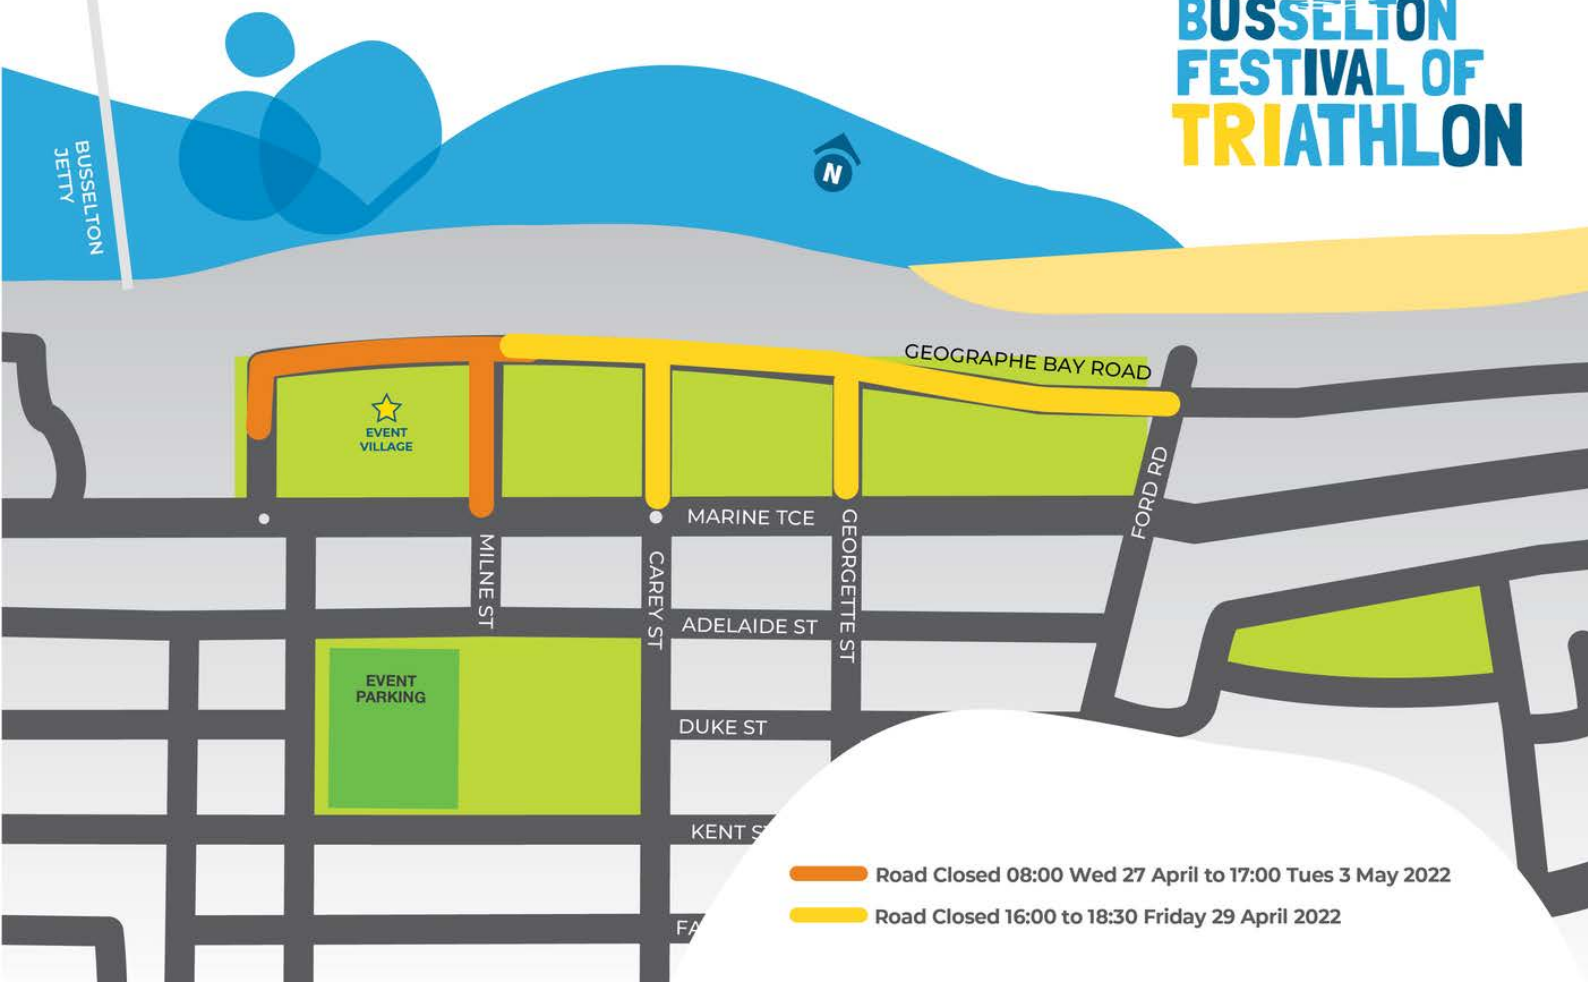 BUSSELTON
FESTIVAL OF
TRIATHLON
BUSSELTON
JETTY
N
GEOGRAPHE BAY ROAD
EVENT
VILLAGE
FORD RD
MARINE TCE
MILNE ST
CAREY ST
GEORGETTE ST
ADELAIDE ST
EVENT
PARKING
DUKE ST
KENT
Road Closed 08:00 Wed 27 April to 17:00 Tues 3 May 2022
Road Closed 16:00 to 18:30 Friday 29 April 2022